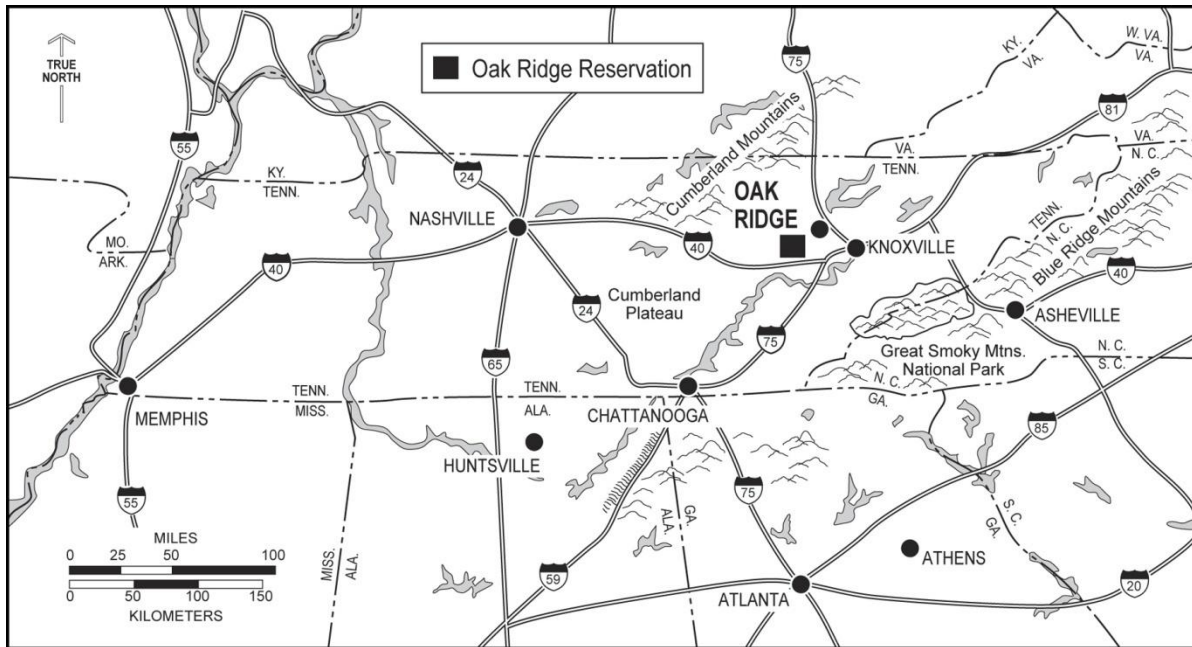 TRUE
NORTH
Oak Ridge Reservation
KY.
VA.
W. VA.
VA.
55
75
81
Cumberland Mountains
KY.
TENN.
24
VA.
TENN.
VA.
N. C.
OAK
RIDGE
NASHVILLE
KNOXVILLE
TENN.
N. C.
Blue Ridge Mountains
MO.
ARK.
40
40
40
Cumberland
Plateau
24
ASHEVILLE
75
65
Great Smoky Mtns.
National Park
N. C.
S. C.
N. C.
GA.
MEMPHIS
TENN.
MISS.
TENN.
ALA.
CHATTANOOGA
85
HUNTSVILLE
55
75
S. C.
GA.
GA.
ALA.
MILES
0 25 50 100
0 50 100 150
KILOMETERS
MISS.
ALA.
59
ATHENS
ATLANTA
20